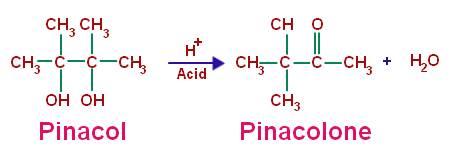 CH₃ CH₃ CH O
CH₃ C C CH₃ H⁺ Acid CH₃ C C CH₃ + H₂O
OH OH CH₃
Pinacol Pinacolone